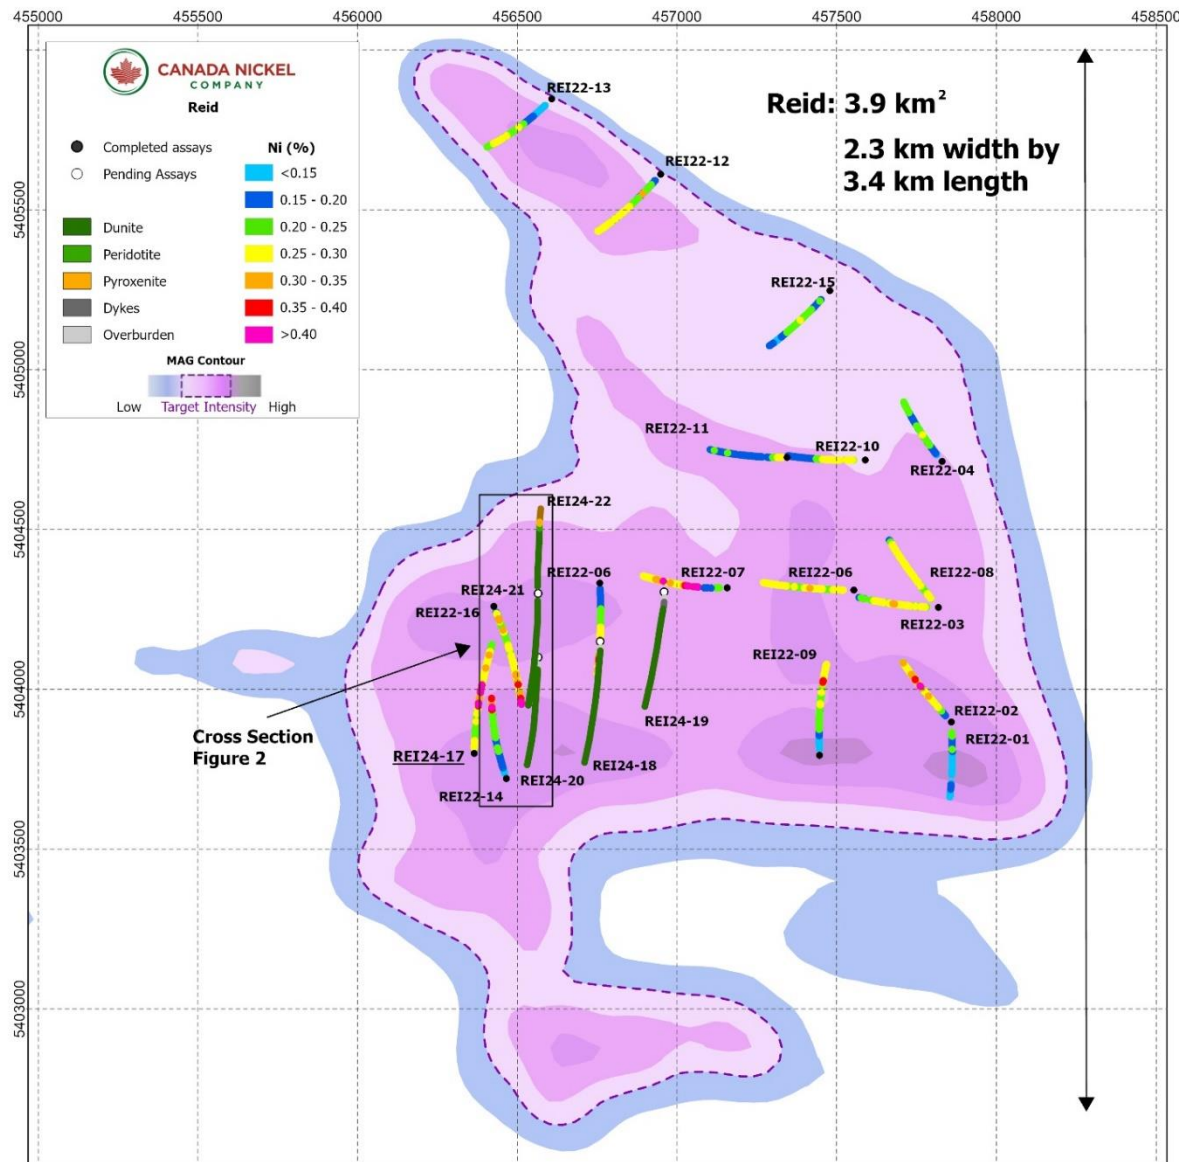 455000 455500 456000 456500 457000 457500 458000 458500
CANADA NICKEL
COMPANY
Reid
Completed assays
Pending Assays
Ni (%)
<0.15
0.15 - 0.20
0.20 - 0.25
0.25 - 0.30
0.30 - 0.35
0.35 - 0.40
>0.40
Dunite
Peridotite
Pyroxenite
Dykes
Overburden
MAG Contour
Low Target Intensity High
Reid: 3.9 km²
2.3 km width by
3.4 km length
REI22-13
REI22-12
5405500
REI22-15
5405000
REI22-11
REI22-10
REI22-04
5404500
REI24-22
REI22-06
REI22-07
REI22-06
REI22-08
REI24-21
REI22-16
REI22-03
REI22-09
5404000
REI24-19
REI22-02
REI22-01
Cross Section
Figure 2
REI24-17
REI24-18
REI24-20
REI22-14
5403500
5403000